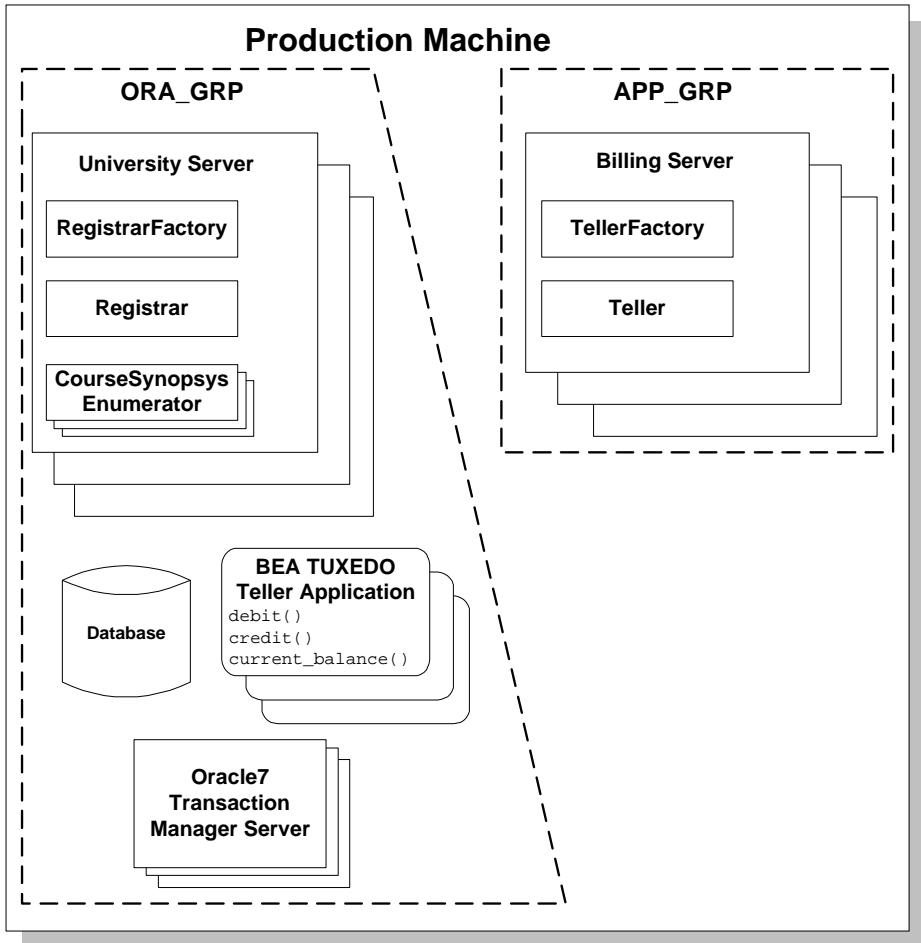 Production Machine
ORA_GRP
University Server
RegistrarFactory
Registrar
CourseSynopsys
Enumerator
Database
BEA TUXEDO
Teller Application
debit()
credit()
current_balance()
Oracle7
Transaction
Manager Server
APP_GRP
Billing Server
TellerFactory
Teller